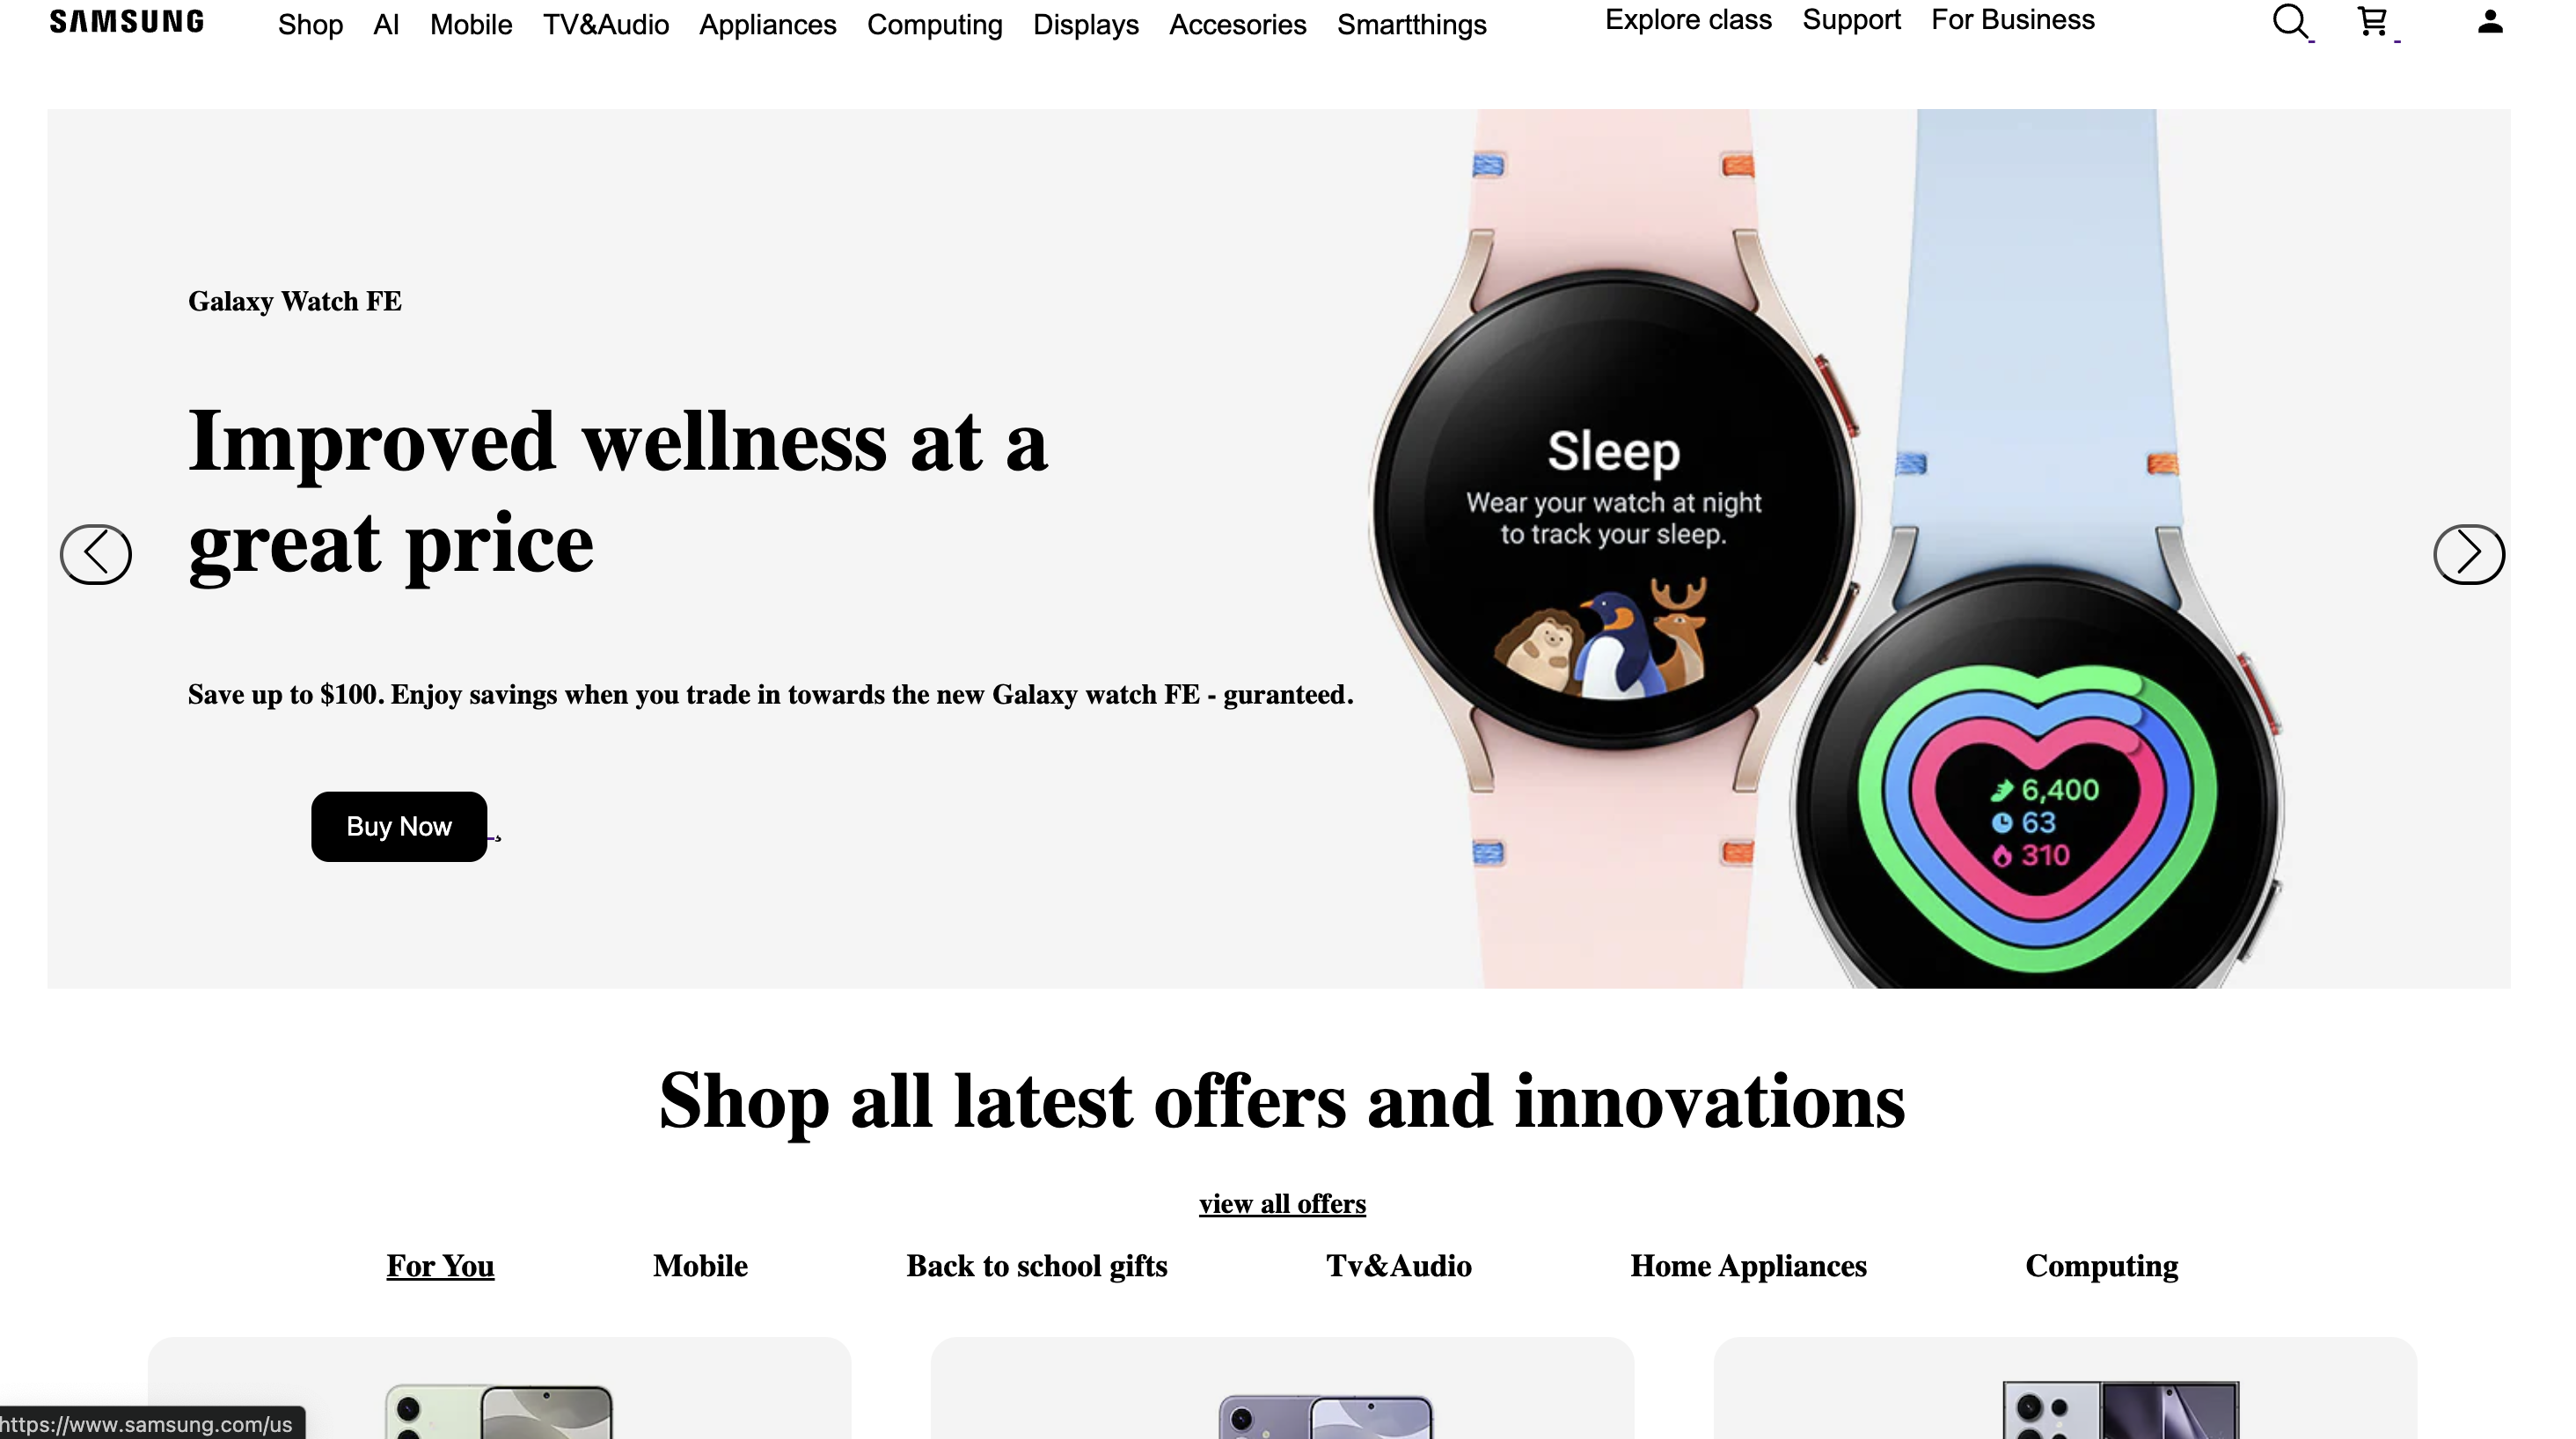 SAMSUNG Shop AI Mobile TV&Audio Appliances Computing Displays Accesories Smartthings Explore class Support For Business
Galaxy Watch FE
Improved wellness at a
great price
Save up to $100. Enjoy savings when you trade in towards the new Galaxy watch FE - guranteed.
Buy Now
Sleep
Wear your watch at night
to track your sleep.
6,400
63
310
Shop all latest offers and innovations
view all offers
For You Mobile Back to school gifts Tv&Audio Home Appliances Computing
https://www.samsung.com/us